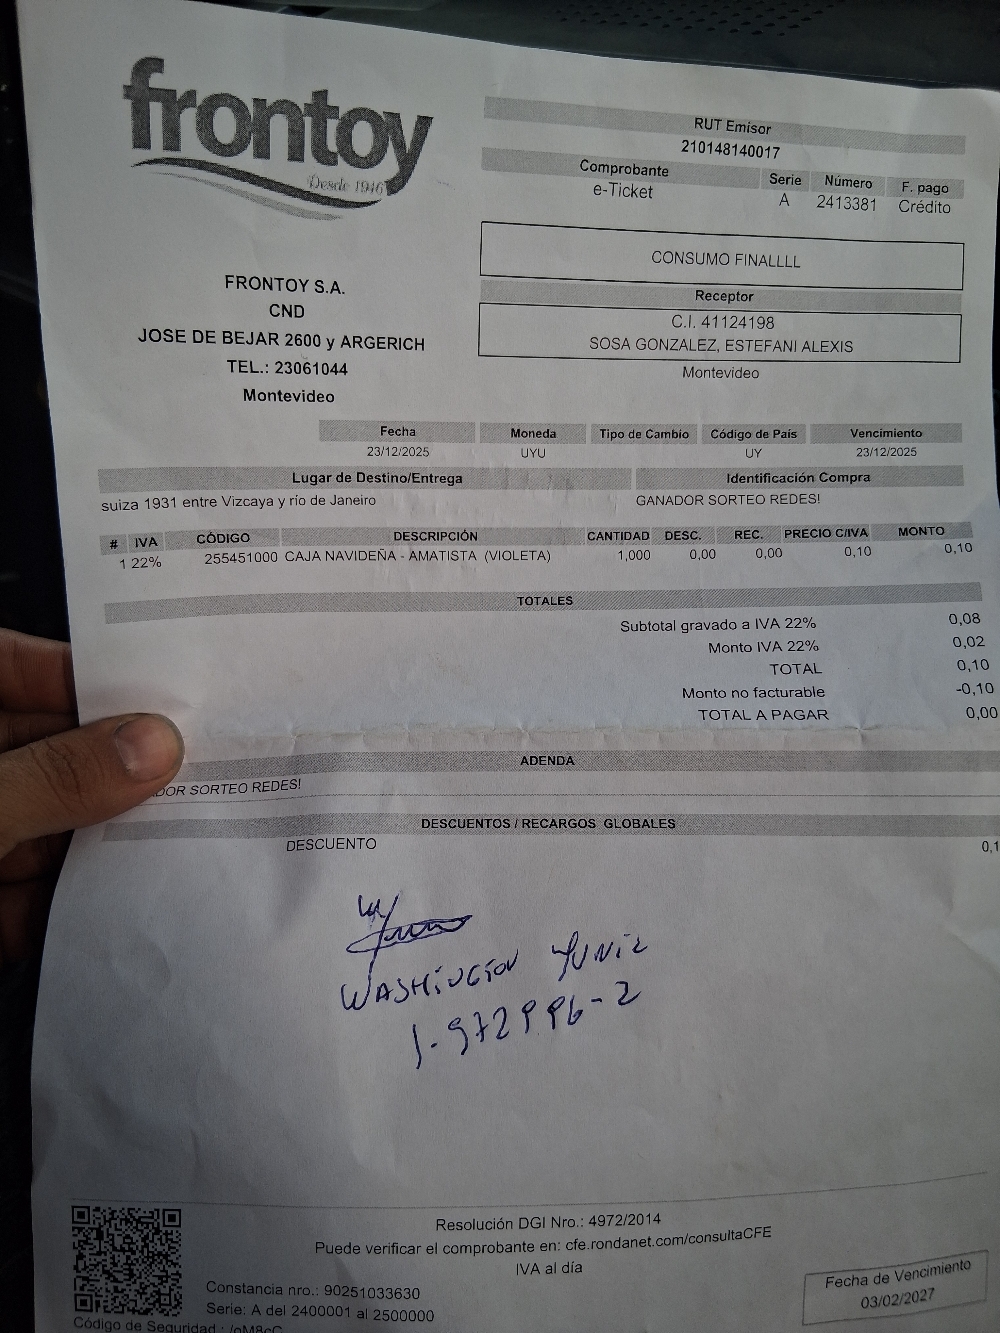 frontoy
Desde 1946
RUT Emisor
210148140017
Comprobante Serie Número F. pago
e-Ticket A 2413381 Crédito
CONSUMO FINALLLL
Receptor
C.I. 41124198
SOSA GONZALEZ, ESTEFANI ALEXIS
Montevideo
FRONTOY S.A.
CND
JOSE DE BEJAR 2600 y ARGERICH
TEL.: 23061044
Montevideo
Fecha Moneda Tipo de Cambio Código de País Vencimiento
23/12/2025 UYU UY 23/12/2025
Lugar de Destino/Entrega Identificación Compra
suiza 1931 entre Vizcaya y río de Janeiro GANADOR SORTEO REDES!
# IVA CÓDIGO DESCRIPCIÓN CANTIDAD DESC. REC. PRECIO C/IVA MONTO
1 22% 255451000 CAJA NAVIDEÑA - AMATISTA (VIOLETA) 1,000 0,00 0,00 0,10 0,10
TOTALES
Subtotal gravado a IVA 22% 0,08
Monto IVA 22% 0,02
TOTAL 0,10
Monto no facturable -0,10
TOTAL A PAGAR 0,00
ADENDA
SORTEO REDES!
DESCUENTOS / RECARGOS GLOBALES
DESCUENTO 0,1
WASHINGTON
Resolución DGI Nro.: 4972/2014
Puede verificar el comprobante en: cfe.rondanet.com/consultaCFE
IVA al día
Constancia nro.: 90251033630
Serie: A del 2400001 al 2500000
Código de Seguridad :
Fecha de Vencimiento
03/02/2027